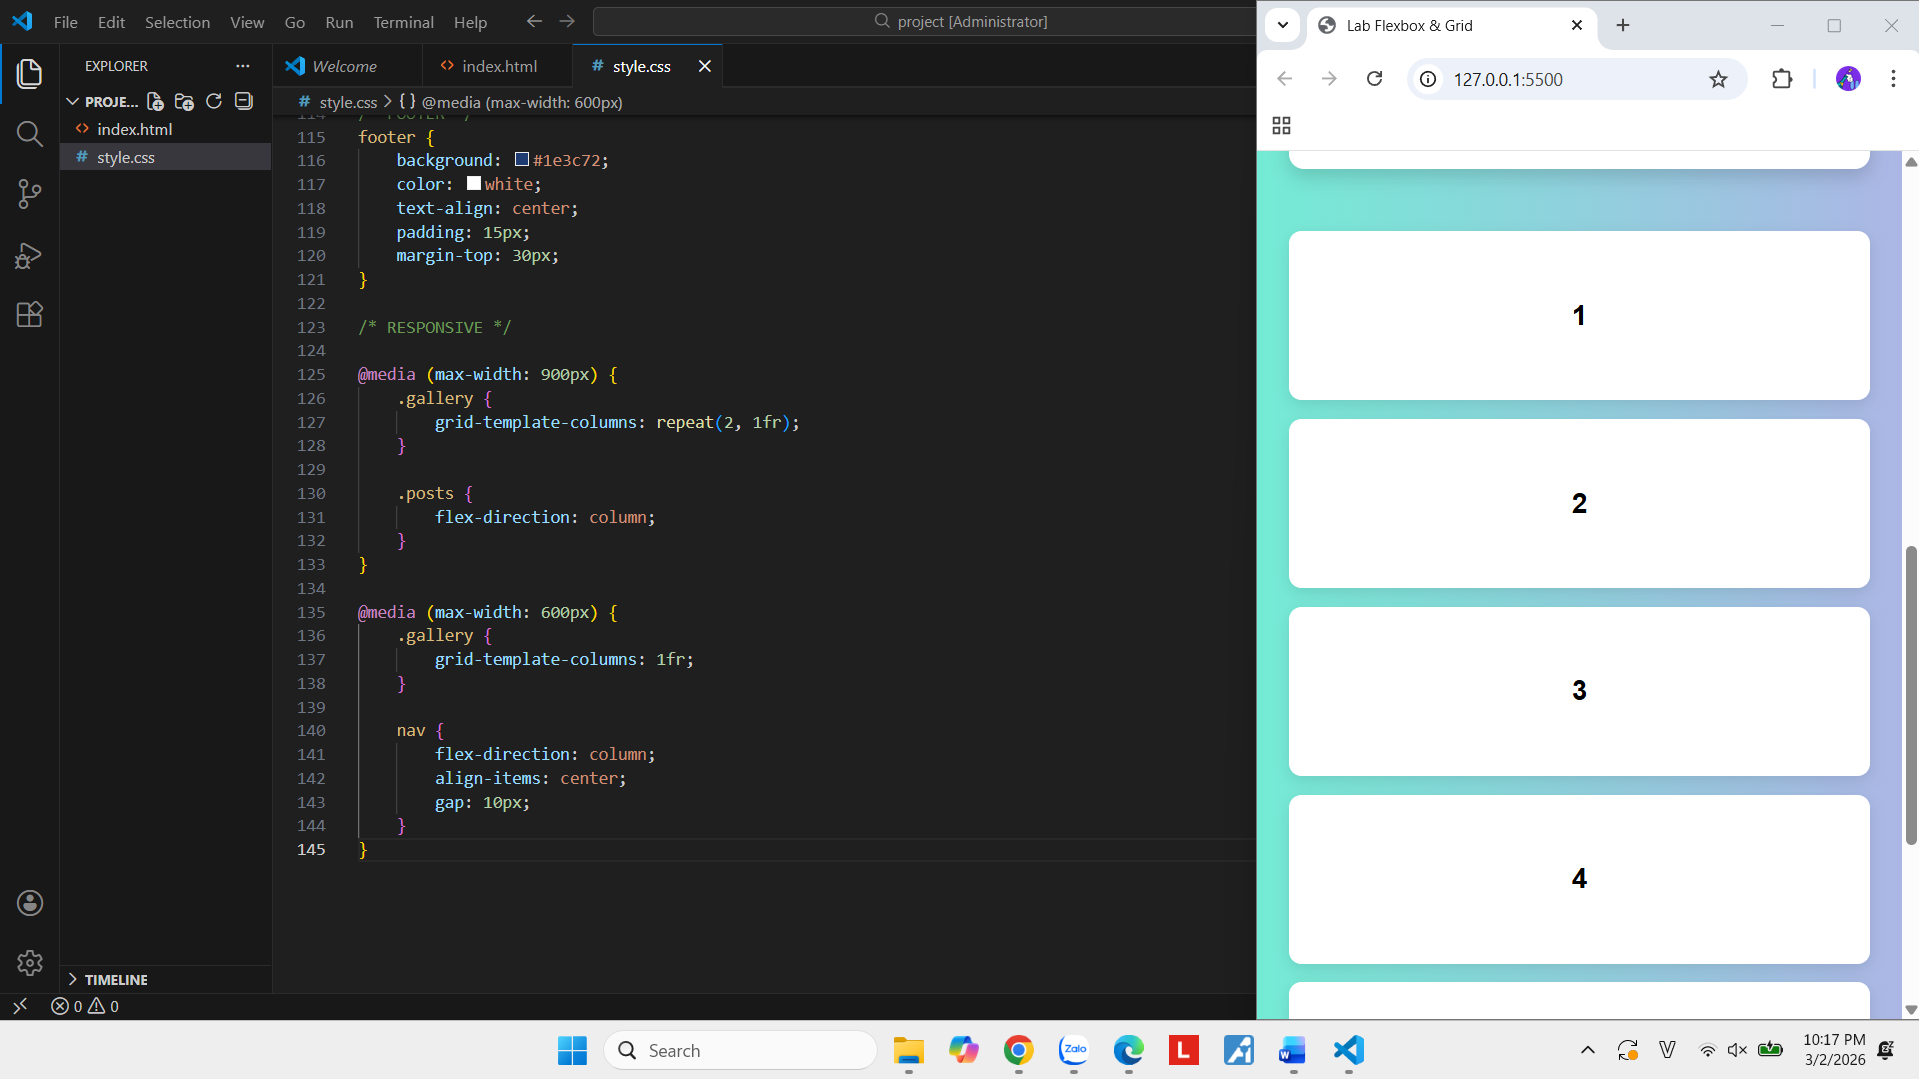 File Edit Selection View Go Run Terminal Help
project [Administrator]
EXPLORER
PROJE...
index.html
style.css
TIMELINE
Welcome
index.html
style.css
# style.css > {} @media (max-width: 600px)
114 /* FOOTER */
115 footer {
116 background: #1e3c72;
117 color: white;
118 text-align: center;
119 padding: 15px;
120 margin-top: 30px;
121 }
122
123 /* RESPONSIVE */
124
125 @media (max-width: 900px) {
126 .gallery {
127 grid-template-columns: repeat(2, 1fr);
128 }
129
130 .posts {
131 flex-direction: column;
132 }
133 }
134
135 @media (max-width: 600px) {
136 .gallery {
137 grid-template-columns: 1fr;
138 }
139
140 nav {
141 flex-direction: column;
142 align-items: center;
143 gap: 10px;
144 }
145 }
0 0
Lab Flexbox & Grid
127.0.0.1:5500
1
2
3
4
Search
Zalo
L
W
V
10:17 PM
3/2/2026